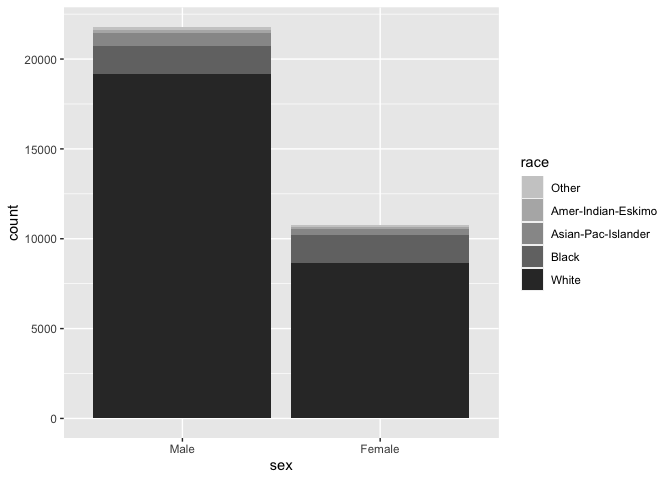 20000
15000
10000
5000
0
count
Male
Female
sex
race
Other
Amer-Indian-Eskimo
Asian-Pac-Islander
Black
White